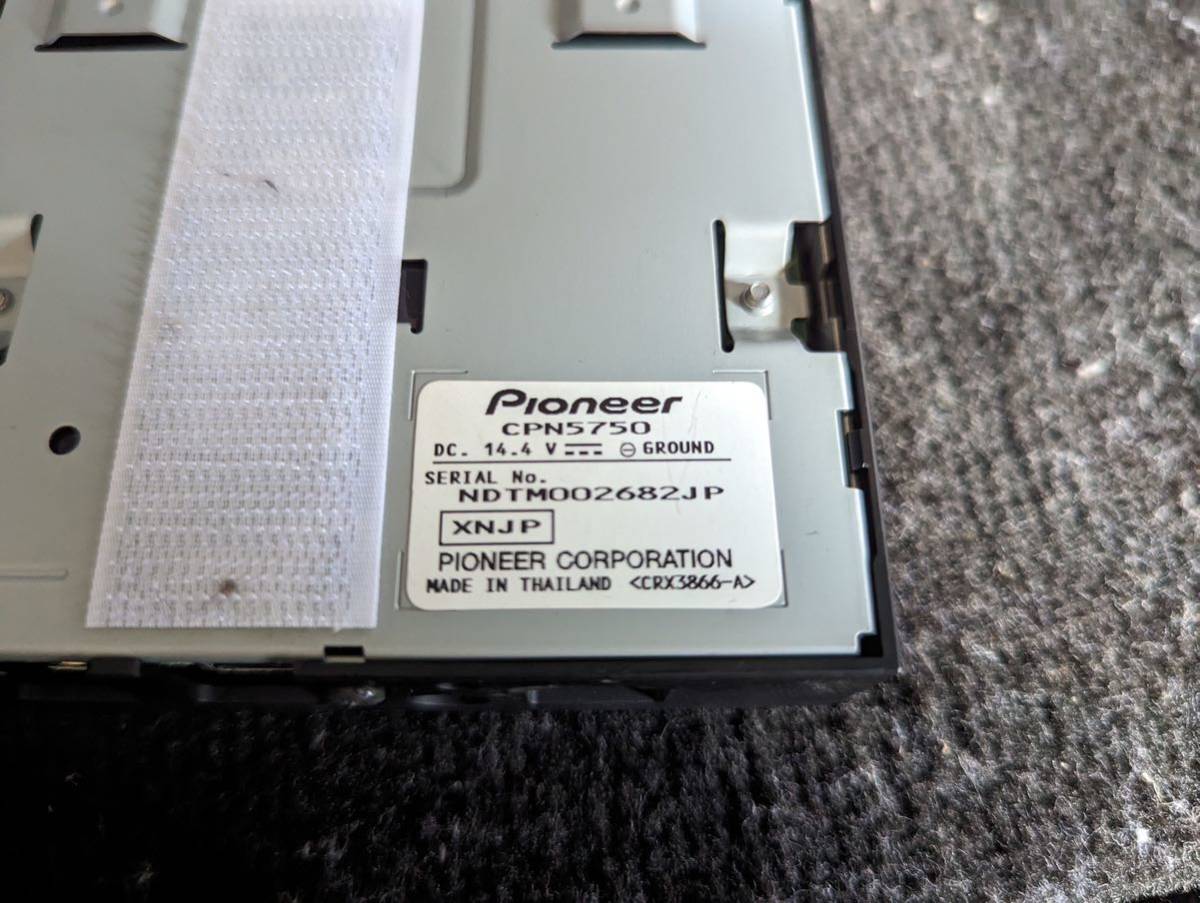 Pioneer
CPN5750
DC. 14.4 V ⎓ ⊖ GROUND
SERIAL No.
NDTM002682JP
XNJP
PIONEER CORPORATION
MADE IN THAILAND <CRX3866-A>